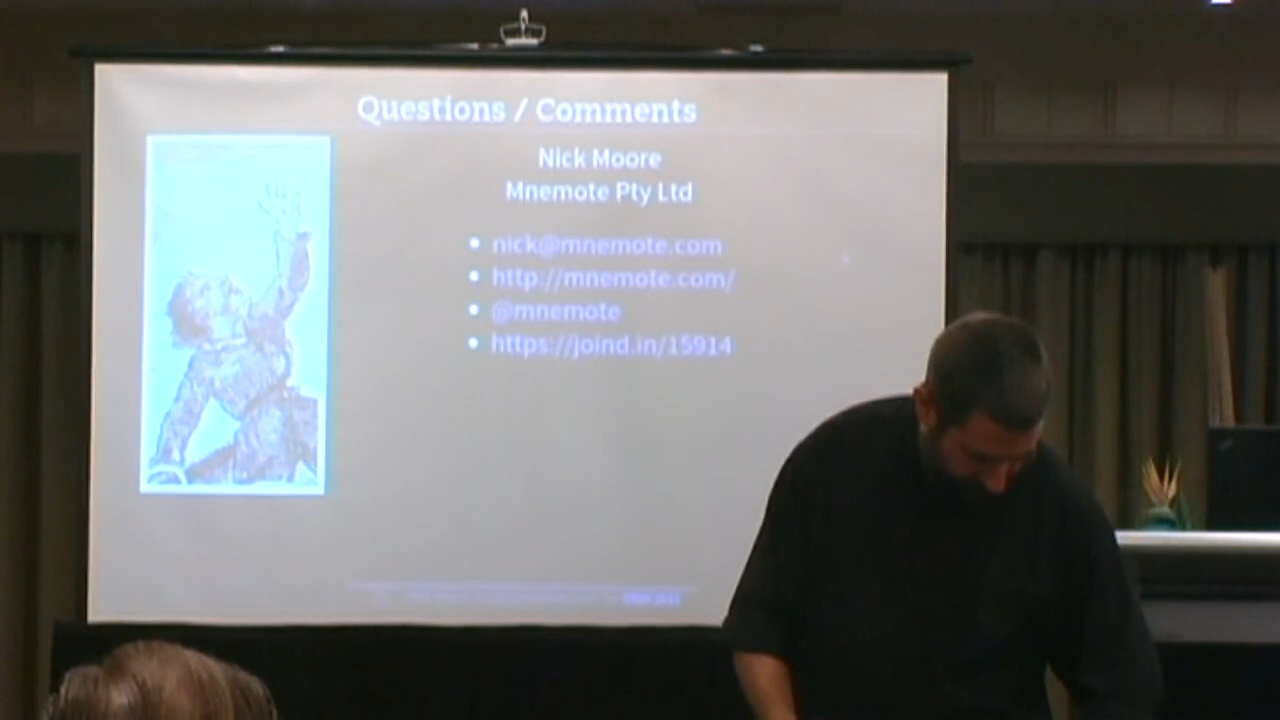 Questions / Comments
Nick Moore
Mnemote Pty Ltd
• nick@mnemote.com
• http://mnemote.com/
• @mnemote
• https://joind.in/15914